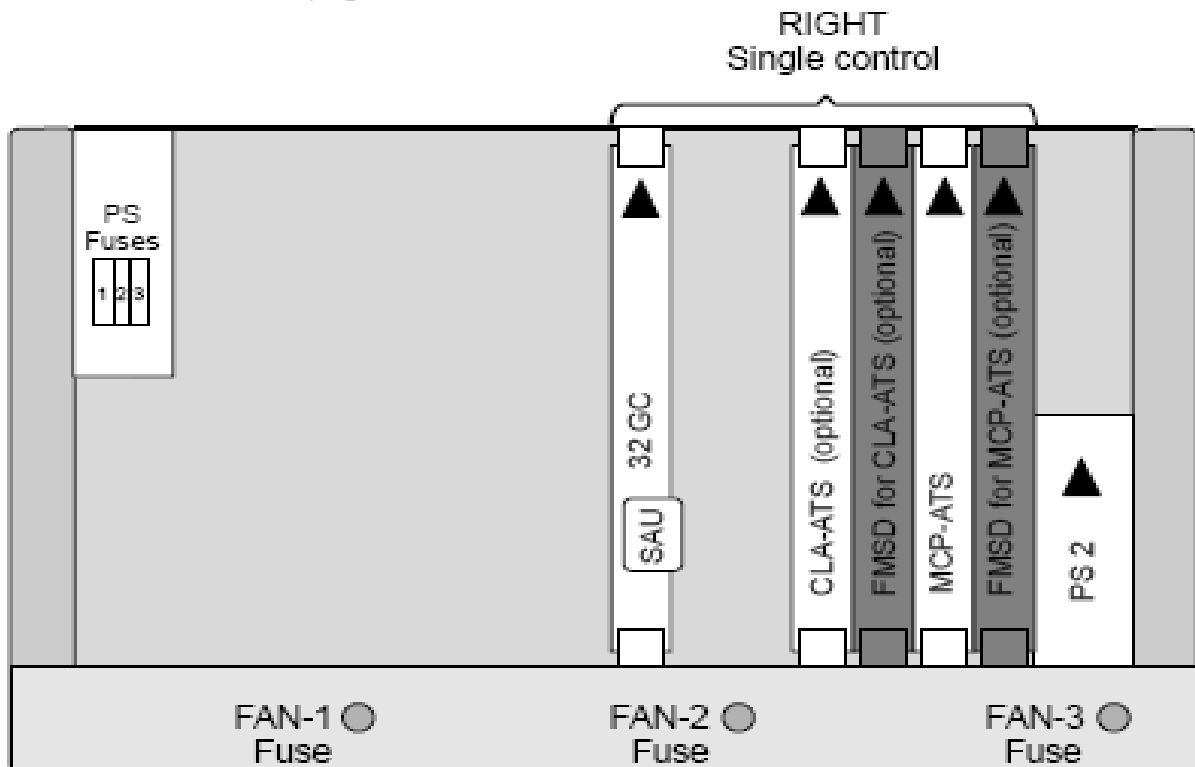 RIGHT
Single control
PS
Fuses
1 2 3
32 GC
SAU
CLA-ATS (optional)
FMSD for CLA-ATS (optional)
MCP-ATS
FMSD for MCP-ATS (optional)
PS 2
FAN-1
Fuse
FAN-2
Fuse
FAN-3
Fuse